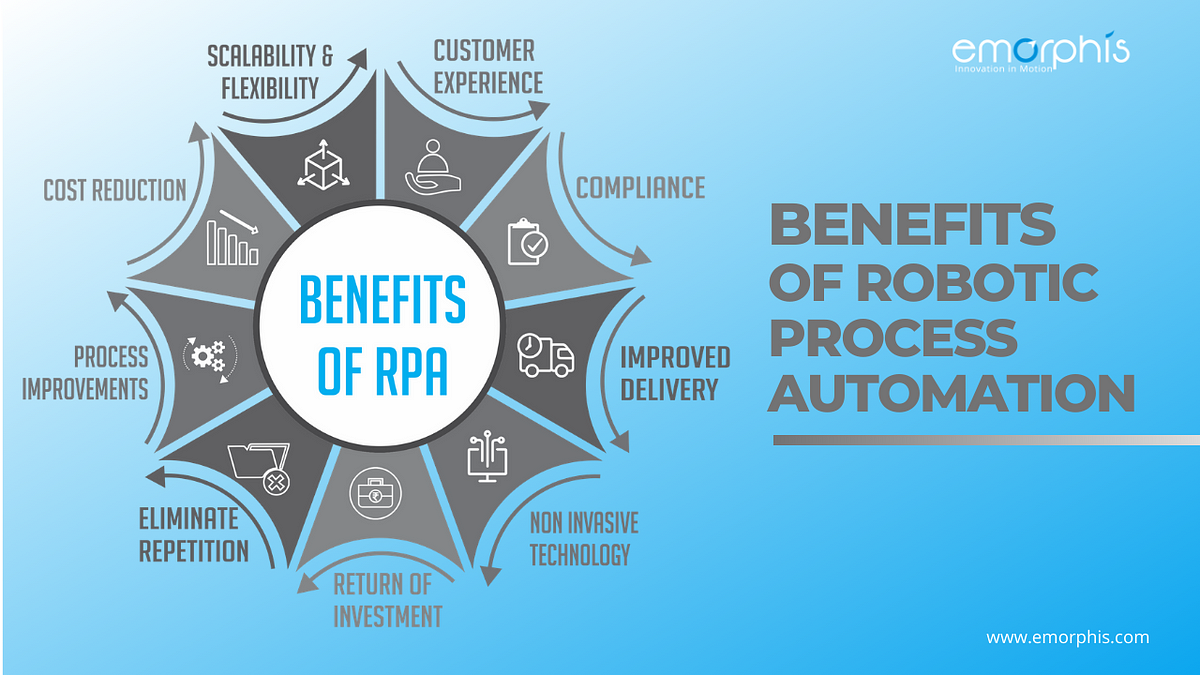 SCALABILITY &
FLEXIBILITY
CUSTOMER
EXPERIENCE
COMPLIANCE
IMPROVED
DELIVERY
NON INVASIVE
TECHNOLOGY
RETURN OF
INVESTMENT
ELIMINATE
REPETITION
PROCESS
IMPROVEMENTS
COST REDUCTION
BENEFITS
OF RPA
₹
emorphis
Innovation in Motion
BENEFITS
OF ROBOTIC
PROCESS
AUTOMATION
www.emorphis.com